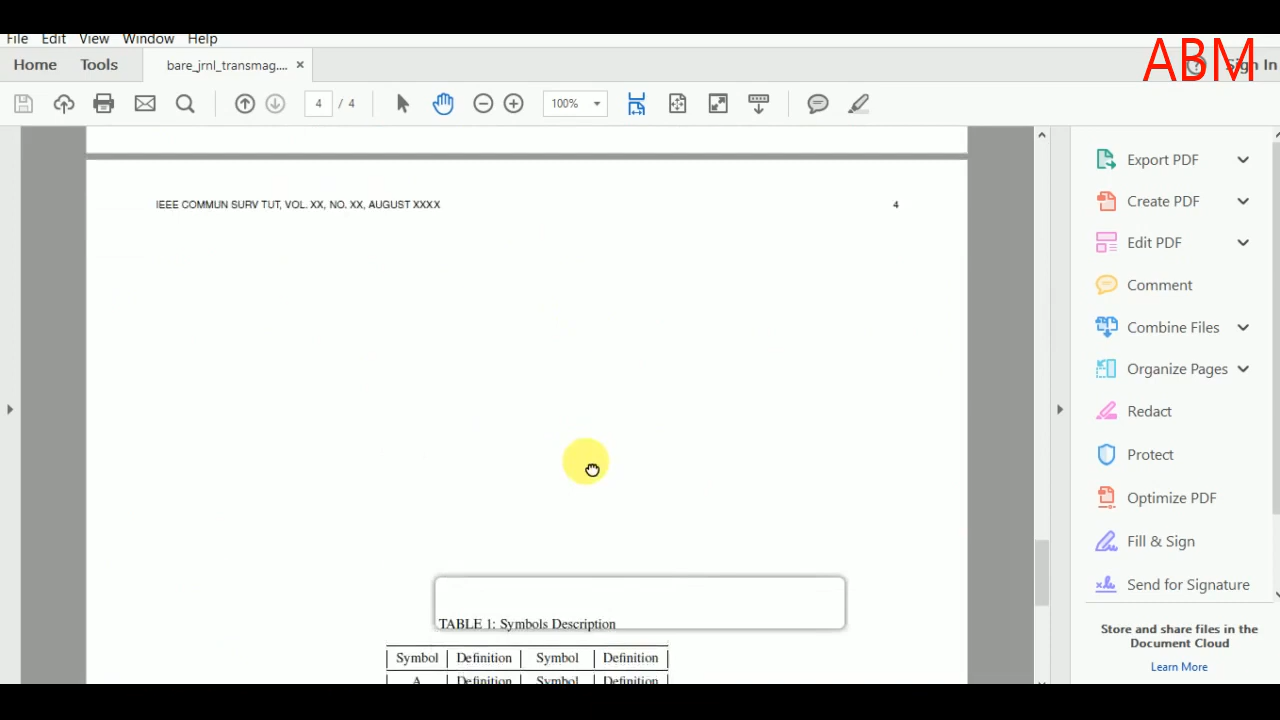 File Edit View Window Help
ABM
Home Tools bare_jrnl_transmag.... × ? Sign In
4 / 4 100%
IEEE COMMUN SURV TUT, VOL. XX, NO. XX, AUGUST XXXX 4
TABLE 1: Symbols Description
Symbol Definition Symbol Definition
A Definition Symbol Definition
Export PDF
Create PDF
Edit PDF
Comment
Combine Files
Organize Pages
Redact
Protect
Optimize PDF
Fill & Sign
Send for Signature
Store and share files in the
Document Cloud
Learn More